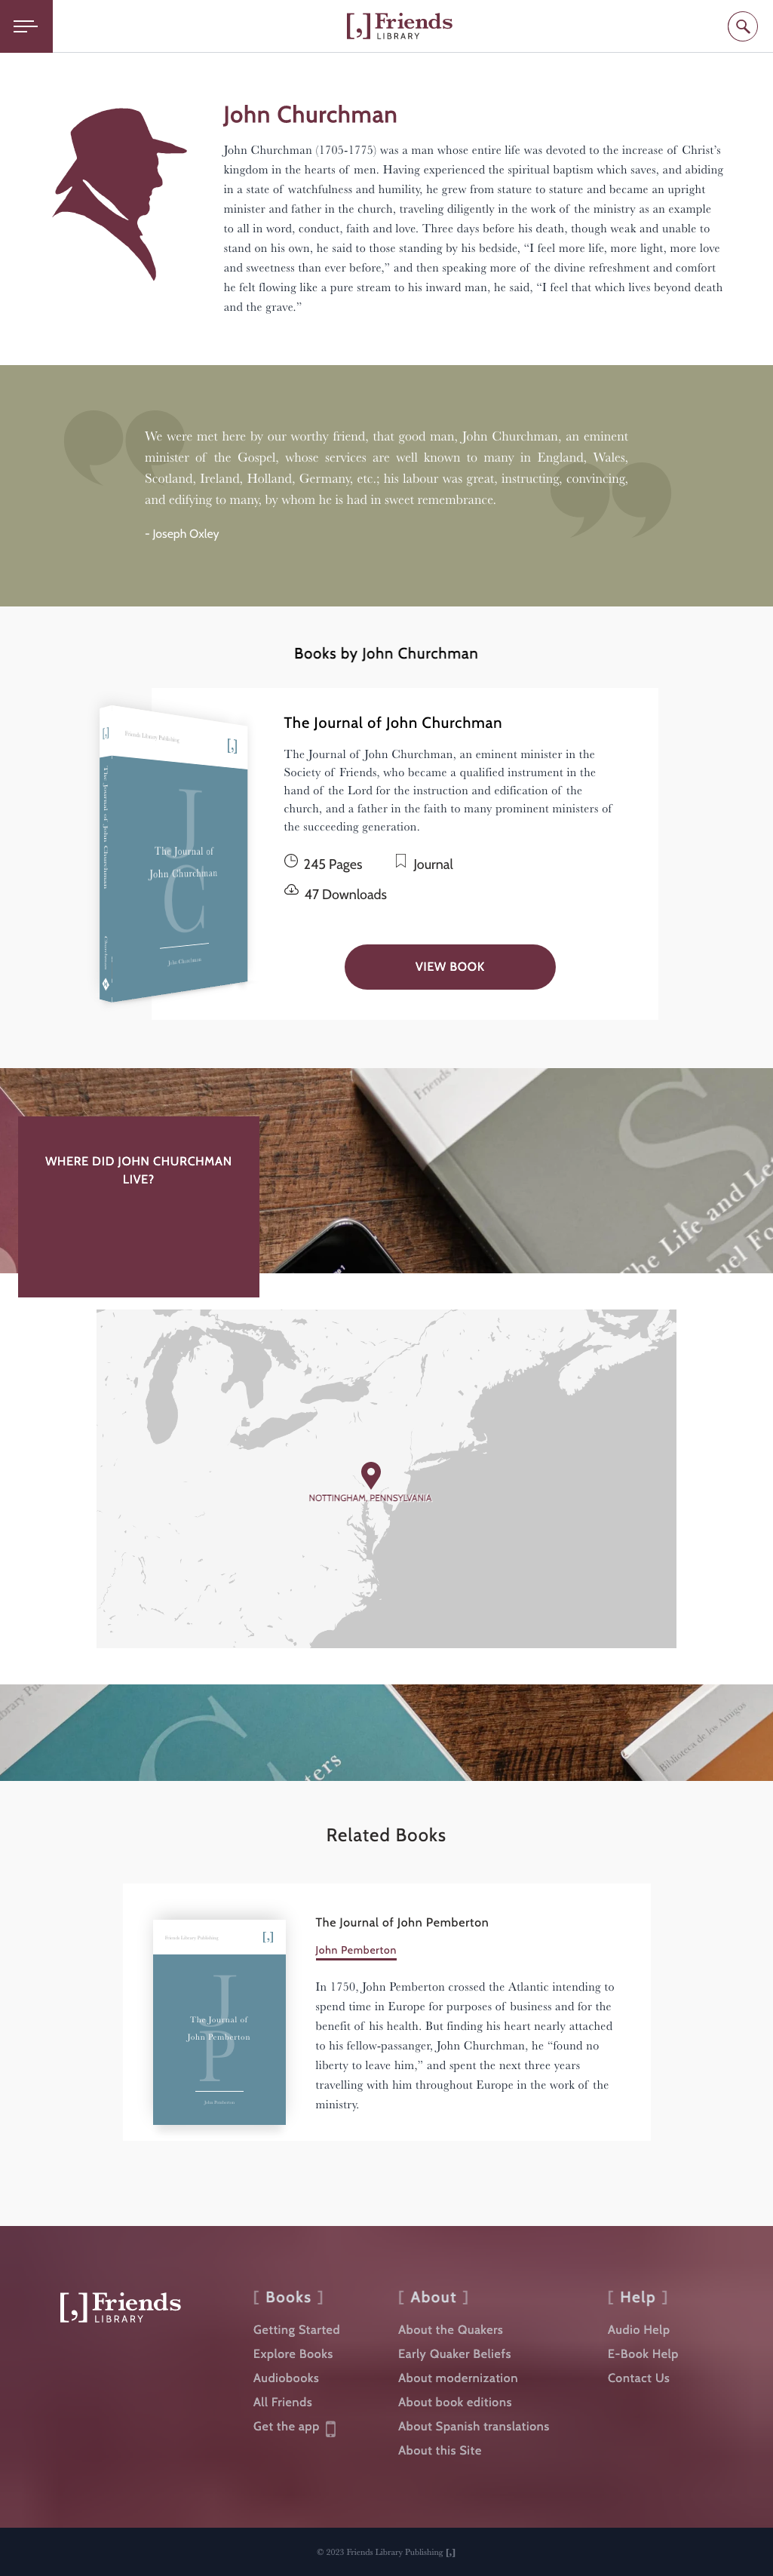 [,] Friends
LIBRARY
John Churchman
John Churchman (1705-1775) was a man whose entire life was devoted to the increase of Christ’s
kingdom in the hearts of men. Having experienced the spiritual baptism which saves, and abiding
in a state of watchfulness and humility, he grew from stature to stature and became an upright
minister and father in the church, traveling diligently in the work of the ministry as an example
to all in word, conduct, faith and love. Three days before his death, though weak and unable to
stand on his own, he said to those standing by his bedside, “I feel more life, more light, more love
and sweetness than ever before,” and then speaking more of the divine refreshment and comfort
he felt flowing like a pure stream to his inward man, he said, “I feel that which lives beyond death
and the grave.”
We were met here by our worthy friend, that good man, John Churchman, an eminent
minister of the Gospel, whose services are well known to many in England, Wales,
Scotland, Ireland, Holland, Germany, etc.; his labour was great, instructing, convincing,
and edifying to many, by whom he is had in sweet remembrance.
- Joseph Oxley
Books by John Churchman
[,]
Friends Library Publishing
[,]
The Journal of John Churchman
Churchman
J
C
The Journal of
John Churchman
John Churchman
The Journal of John Churchman
The Journal of John Churchman, an eminent minister in the
Society of Friends, who became a qualified instrument in the
hand of the Lord for the instruction and edification of the
church, and a father in the faith to many prominent ministers of
the succeeding generation.
245 Pages
Journal
47 Downloads
VIEW BOOK
Friends
S
The Life and Le
uel Fo
WHERE DID JOHN CHURCHMAN
LIVE?
NOTTINGHAM, PENNSYLVANIA
ibrary Pu
C
ters
Biblioteca de los Amigos
Related Books
Friends Library Publishing
[,]
J
P
The Journal of
John Pemberton
John Pemberton
The Journal of John Pemberton
John Pemberton
In 1750, John Pemberton crossed the Atlantic intending to
spend time in Europe for purposes of business and for the
benefit of his health. But finding his heart nearly attached
to his fellow-passanger, John Churchman, he “found no
liberty to leave him,” and spent the next three years
travelling with him throughout Europe in the work of the
ministry.
[,] Friends
LIBRARY
[ Books ]
Getting Started
Explore Books
Audiobooks
All Friends
Get the app
[ About ]
About the Quakers
Early Quaker Beliefs
About modernization
About book editions
About Spanish translations
About this Site
[ Help ]
Audio Help
E-Book Help
Contact Us
© 2023 Friends Library Publishing [,]